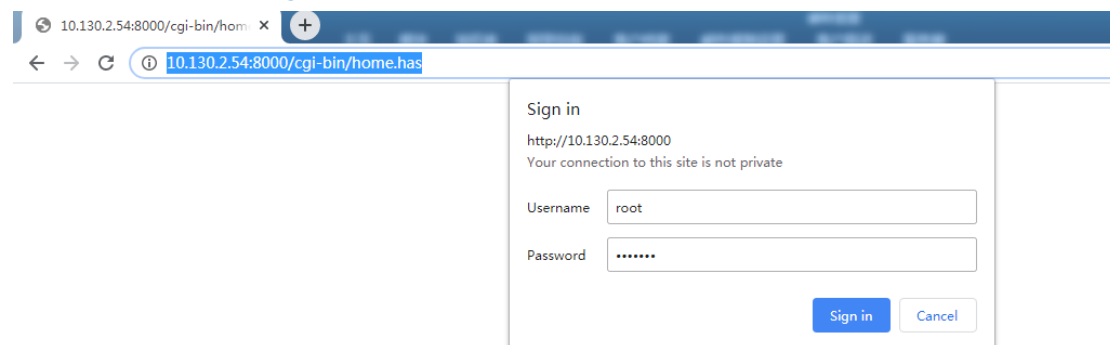 10.130.2.54:8000/cgi-bin/hom
10.130.2.54:8000/cgi-bin/home.has
Sign in
http://10.130.2.54:8000
Your connection to this site is not private
Username root
Password •••••••
Sign in Cancel